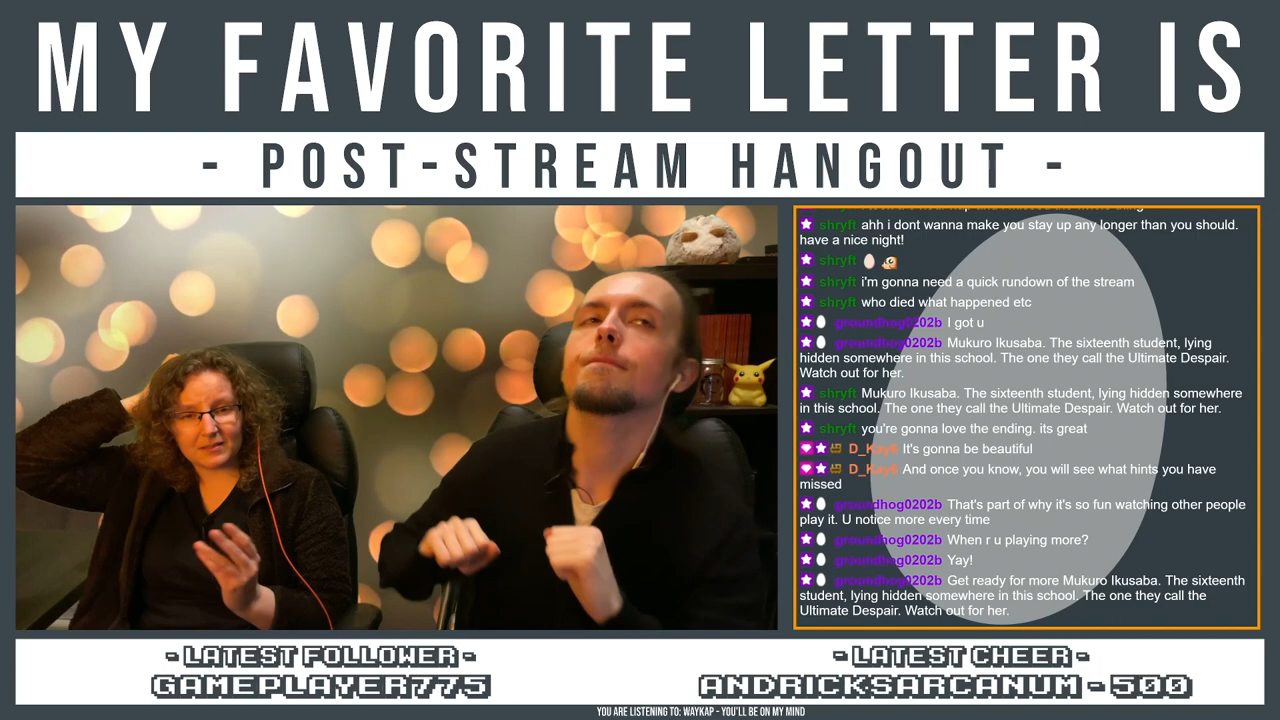 MY FAVORITE LETTER IS
- POST-STREAM HANGOUT -
shryft ahh i dont wanna make you stay up any longer than you should.
have a nice night!
shryft
shryft i'm gonna need a quick rundown of the stream
shryft who died what happened etc
groundhog0202b I got u
groundhog0202b Mukuro Ikusaba. The sixteenth student, lying
hidden somewhere in this school. The one they call the Ultimate Despair.
Watch out for her.
shryft Mukuro Ikusaba. The sixteenth student, lying hidden somewhere
in this school. The one they call the Ultimate Despair. Watch out for her.
shryft you're gonna love the ending. its great
It's gonna be beautiful
And once you know, you will see what hints you have
missed
groundhog0202b That's part of why it's so fun watching other people
play it. U notice more every time
groundhog0202b When r u playing more?
groundhog0202b Yay!
groundhog0202b Get ready for more Mukuro Ikusaba. The sixteenth
student, lying hidden somewhere in this school. The one they call the
Ultimate Despair. Watch out for her.
- LATEST FOLLOWER -
GAMEPLAYER775
- LATEST CHEER -
ANDRICKSARCANUM - 500
YOU ARE LISTENING TO: WAYKAP - YOU'LL BE ON MY MIND